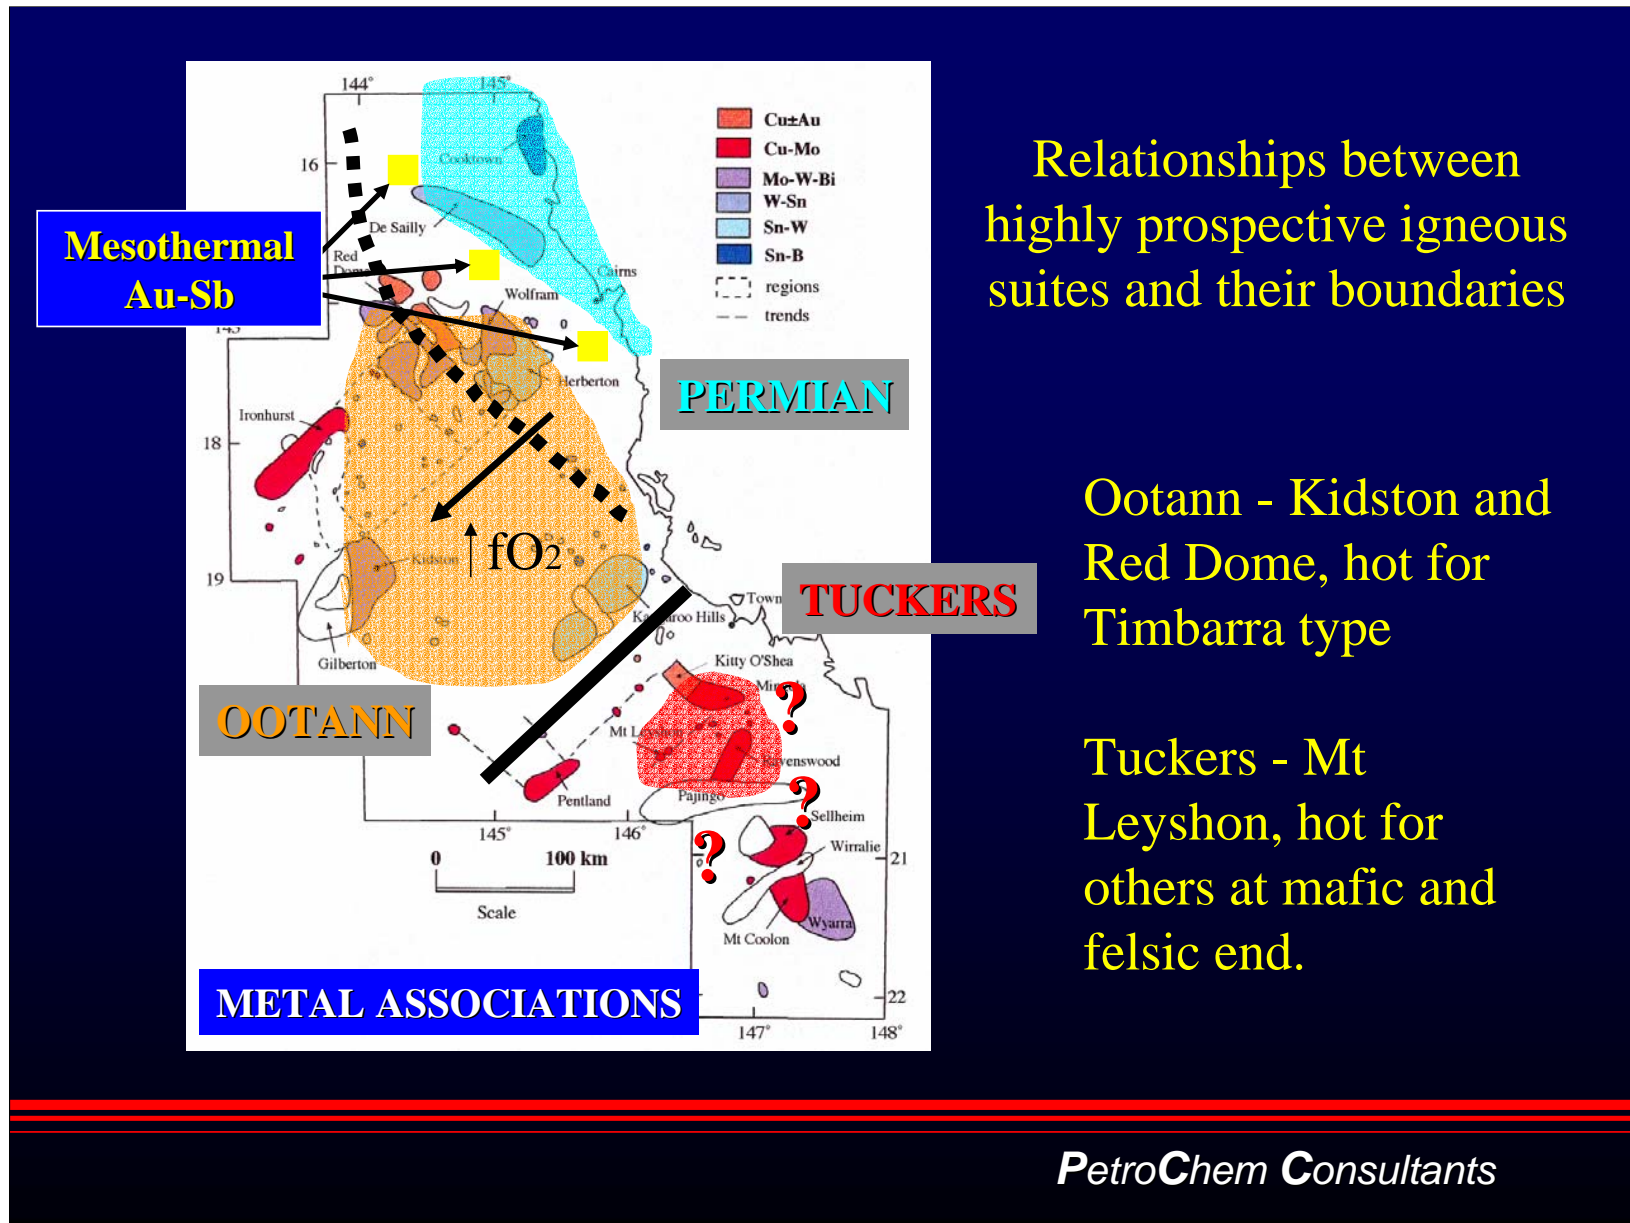 144°
145°
Cu±Au
Cu-Mo
Mo-W-Bi
W-Sn
Sn-W
Sn-B
regions
trends
16
Cooktown
De Sailly
Red
Cairns
Wolfram
Mesothermal
Au-Sb
Herberton
Ironhurst
18
Kidston
fO2
19
Gilberton
Kitty O'Shea
Pajingo
Pentland
Sellheim
Wirralie
145°
146°
0
100 km
Scale
21
Wyarra
Mt Coolon
22
147°
148°
?
?
?
PERMIAN
TUCKERS
OOTANN
METAL ASSOCIATIONS
Relationships between
highly prospective igneous
suites and their boundaries
Ootann - Kidston and
Red Dome, hot for
Timbarra type
Tuckers - Mt
Leyshon, hot for
others at mafic and
felsic end.
PetroChem Consultants